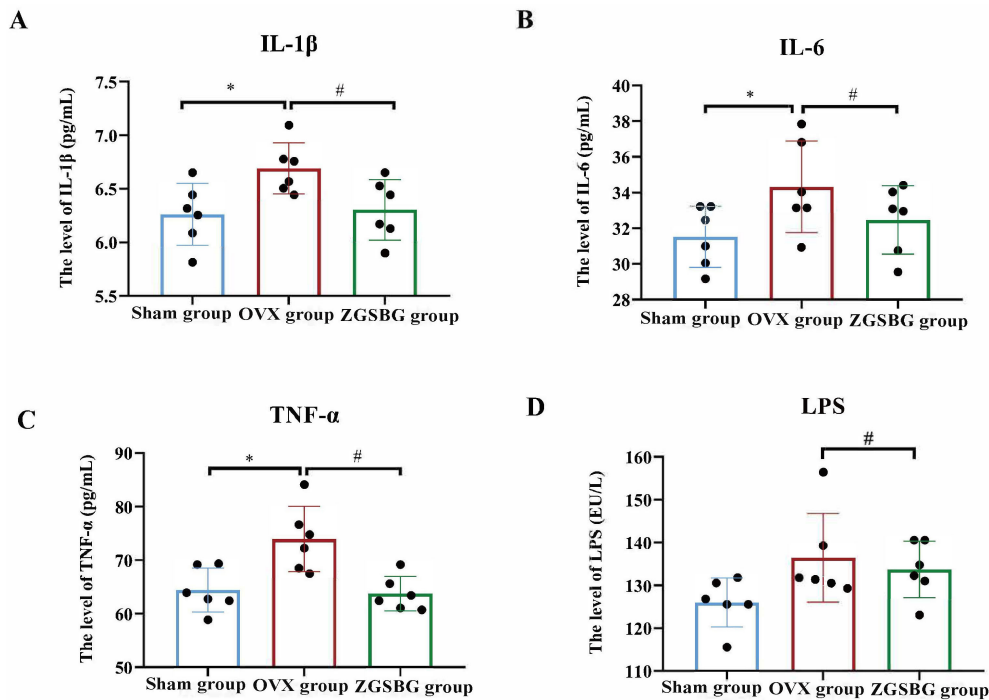 A
IL-1β
The level of IL-1β (pg/mL)
7.5
7.0
6.5
6.0
5.5
*
#
Sham group
OVX group
ZGSBG group
B
IL-6
The level of IL-6 (pg/mL)
40
37
34
31
28
*
#
Sham group
OVX group
ZGSBG group
C
TNF-α
The level of TNF-α (pg/mL)
90
80
70
60
50
*
#
Sham group
OVX group
ZGSBG group
D
LPS
The level of LPS (EU/L)
160
150
140
130
120
110
#
Sham group
OVX group
ZGSBG group